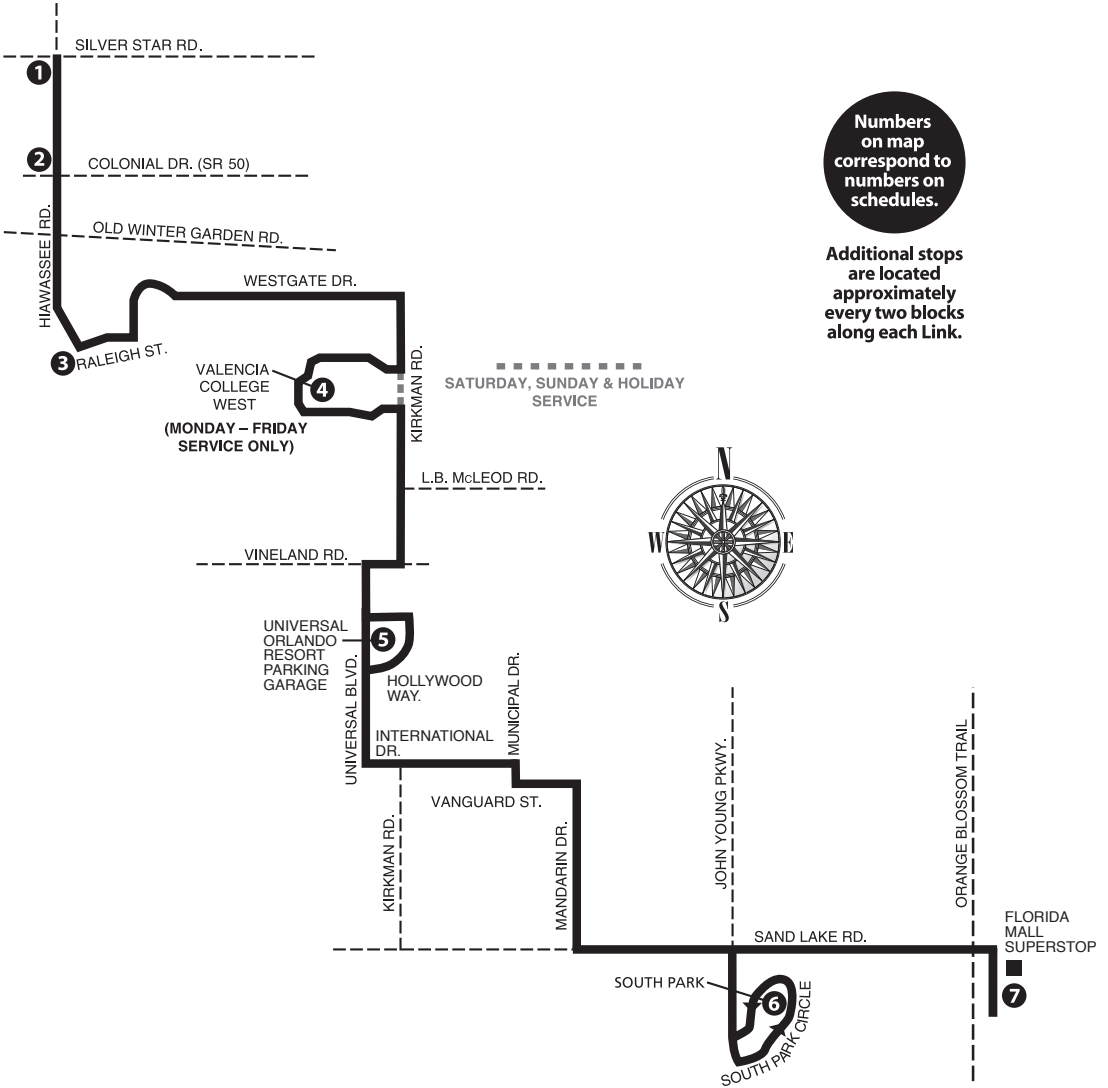 SILVER STAR RD.
1
2
COLONIAL DR. (SR 50)
HIAWASSEE RD.
OLD WINTER GARDEN RD.
WESTGATE DR.
3
RALEIGH ST.
VALENCIA
COLLEGE
WEST
4
(MONDAY – FRIDAY
SERVICE ONLY)
KIRKMAN RD.
SATURDAY, SUNDAY & HOLIDAY
SERVICE
Numbers
on map
correspond to
numbers on
schedules.
Additional stops
are located
approximately
every two blocks
along each Link.
L.B. McLEOD RD.
N
W
E
S
VINELAND RD.
UNIVERSAL
ORLANDO
RESORT
PARKING
GARAGE
5
HOLLYWOOD
WAY.
UNIVERSAL BLVD.
INTERNATIONAL
DR.
MUNICIPAL DR.
VANGUARD ST.
KIRKMAN RD.
MANDARIN DR.
JOHN YOUNG PKWY.
ORANGE BLOSSOM TRAIL
SAND LAKE RD.
FLORIDA
MALL
SUPERSTOP
7
SOUTH PARK
6
SOUTH PARK CIRCLE